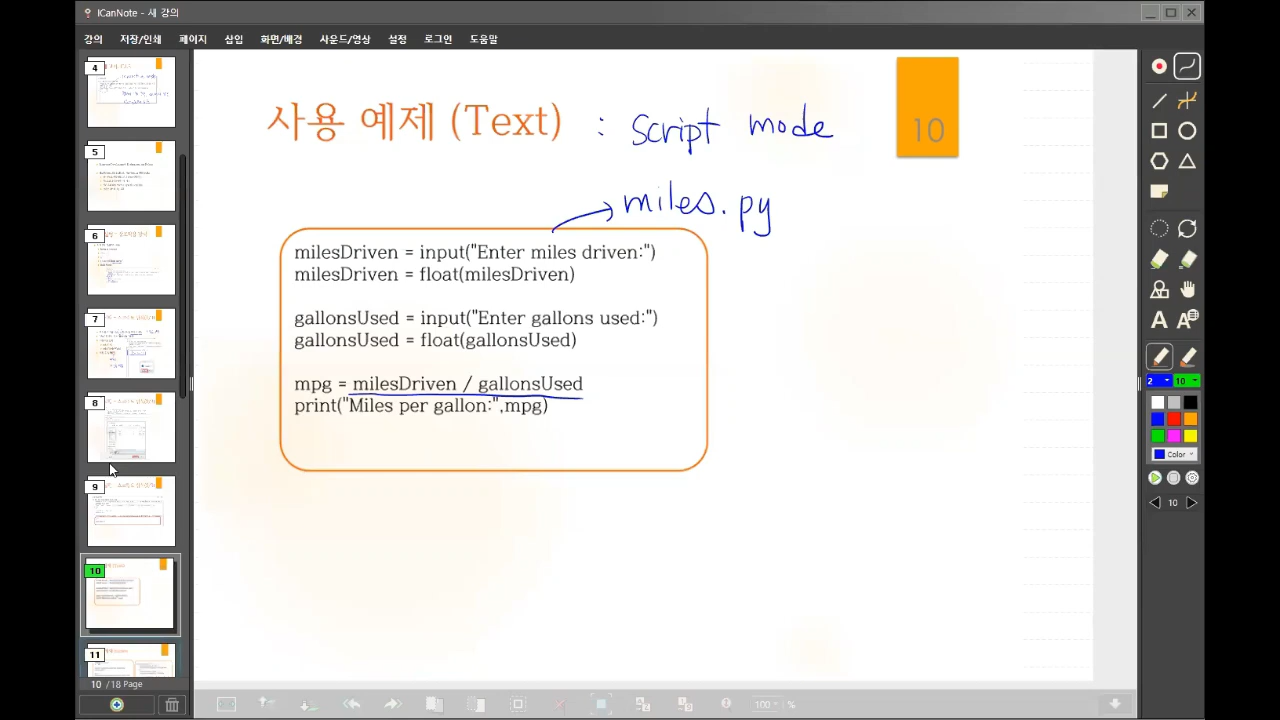 ICanNote - 새 강의
강의 저장/인쇄 페이지 삽입 화면/배경 사운드/영상 설정 로그인 도움말
4
5
6
7
8
9
10
11
10 /18 Page
사용 예제 (Text) : script mode
10
miles.py
milesDriven = input("Enter miles driven:")
milesDriven = float(milesDriven)
gallonsUsed = input("Enter gallons used:")
gallonsUsed = float(gallonsUsed)
mpg = milesDriven / gallonsUsed
print("Miles per gallon:",mpg)
A A
2 10
Color
10
100 %